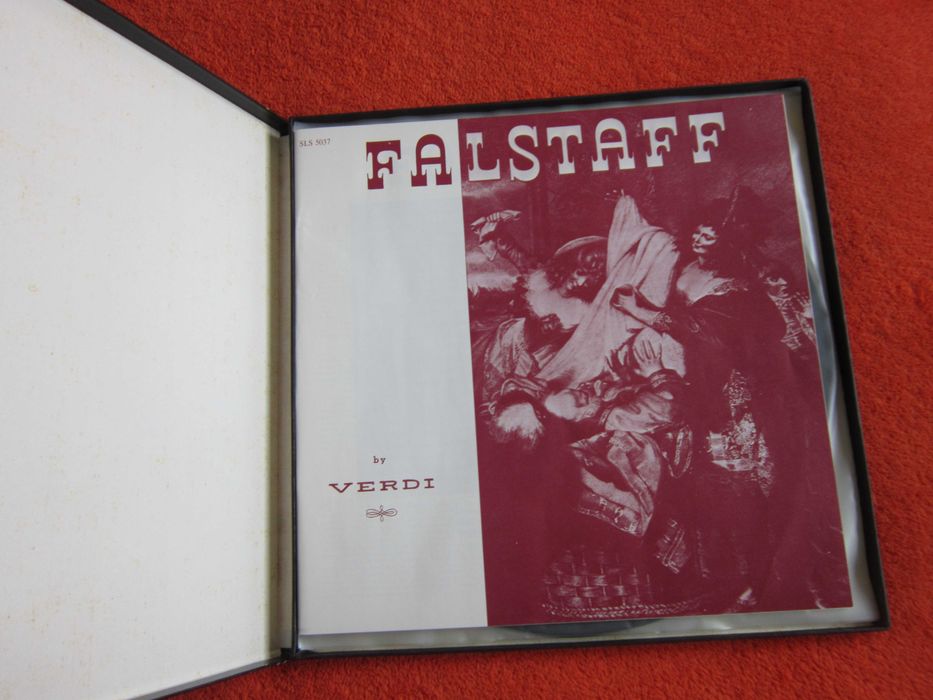 SLS 5037
FALSTAFF
by
VERDI